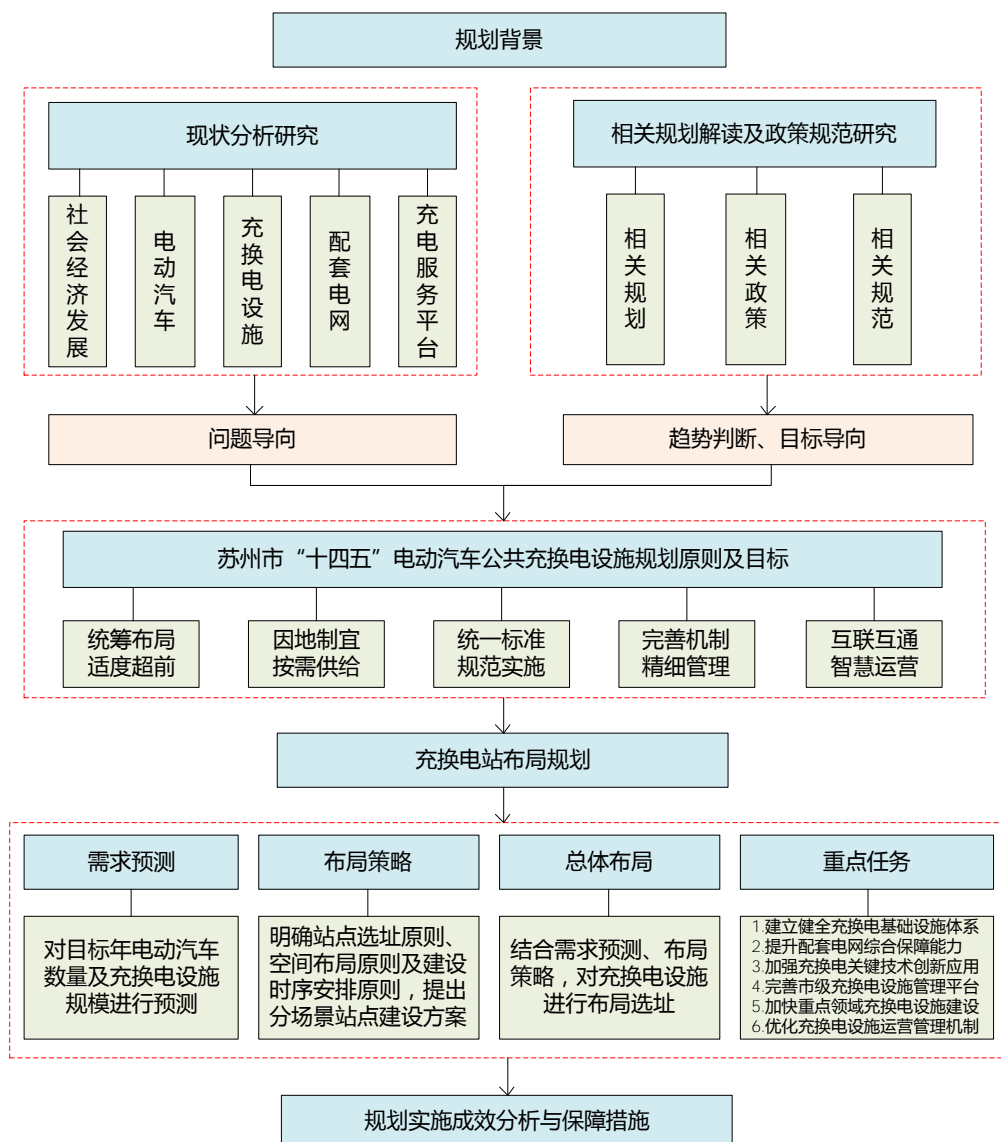 规划背景
现状分析研究
相关规划解读及政策规范研究
社会经济发展
电动汽车
充换电设施
配套电网
充电服务平台
相关规划
相关政策
相关规范
问题导向
趋势判断、目标导向
苏州市“十四五”电动汽车公共充换电设施规划原则及目标
统筹布局
适度超前
因地制宜
按需供给
统一标准
规范实施
完善机制
精细管理
互联互通
智慧运营
充换电站布局规划
需求预测
布局策略
总体布局
重点任务
对目标年电动汽车
数量及充换电设施
规模进行预测
明确站点选址原则、
空间布局原则及建设
时序安排原则，提出
分场景站点建设方案
结合需求预测、布局
策略，对充换电设施
进行布局选址
1.建立健全充换电基础设施体系
2.提升配套电网综合保障能力
3.加强充换电关键技术创新应用
4.完善市级充换电设施管理平台
5.加快重点领域充换电设施建设
6.优化充换电设施运营管理机制
规划实施成效分析与保障措施